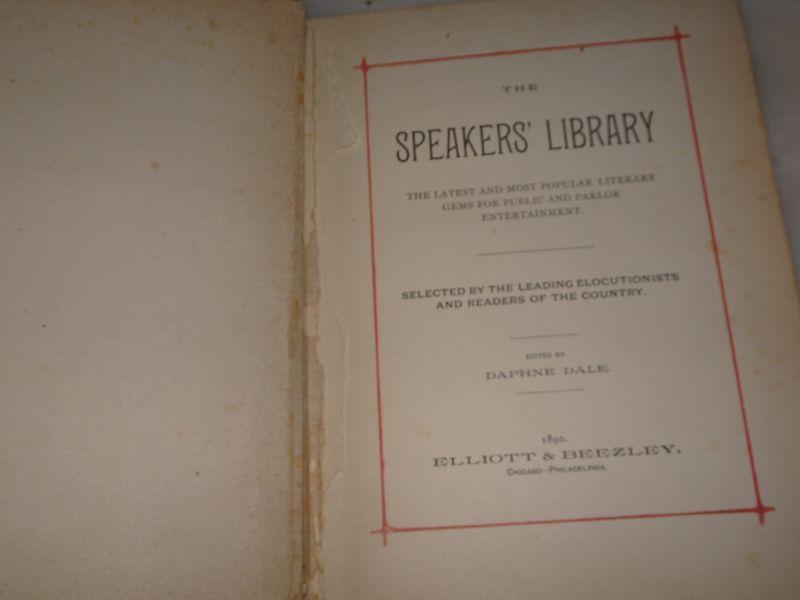 THE
SPEAKERS' LIBRARY
THE LATEST AND MOST POPULAR LITERARY
GEMS FOR PUBLIC AND PARLOR
ENTERTAINMENT.
SELECTED BY THE LEADING ELOCUTIONISTS
AND READERS OF THE COUNTRY.
EDITED BY
DAPHNE DALE.
1890.
ELLIOTT & BEEZLEY,
CHICAGO—PHILADELPHIA.